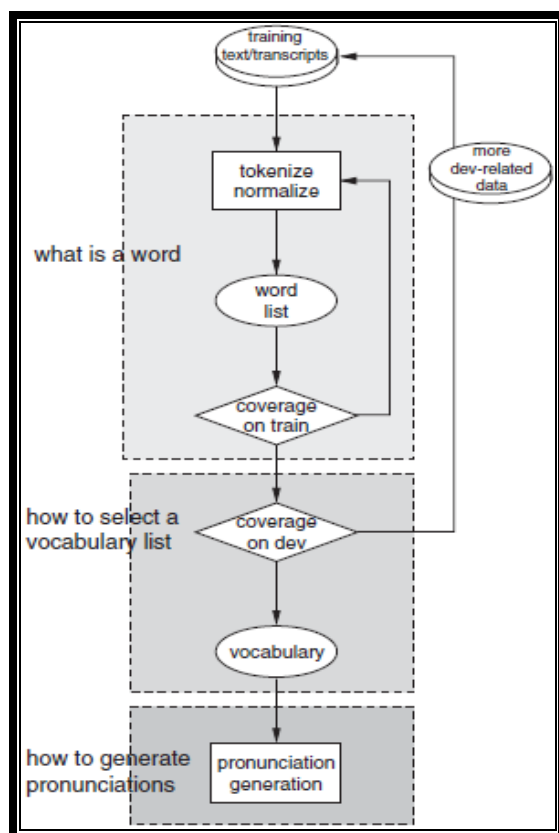 training
text/transcripts
more
dev-related
data
tokenize
normalize
what is a word
word
list
coverage
on train
how to select a
vocabulary list
coverage
on dev
vocabulary
how to generate
pronunciations
pronunciation
generation